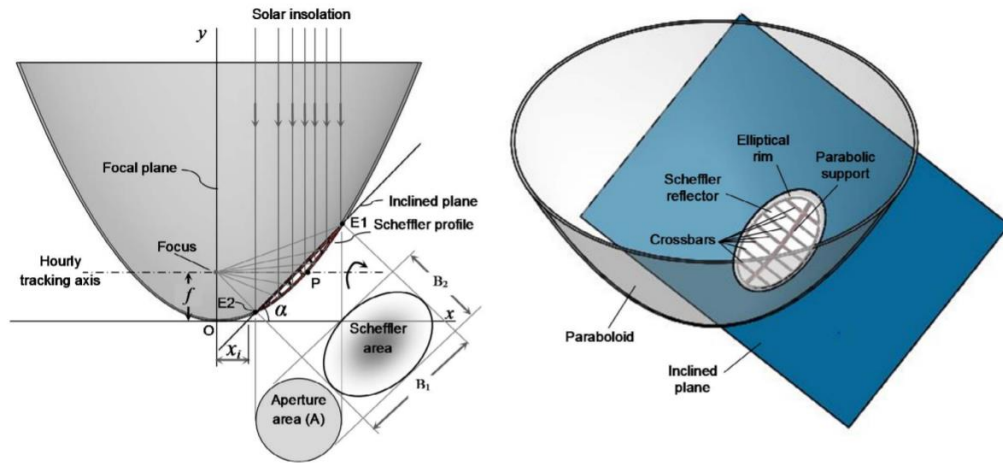 Solar insolation
y
Focal plane
Inclined plane
E1
Scheffler profile
Focus
Hourly
tracking axis
f
P
E2
α
B₂
O
x
x_i
Scheffler
area
B₁
Aperture
area (A)
Elliptical
rim
Parabolic
support
Scheffler
reflector
Crossbars
Paraboloid
Inclined
plane